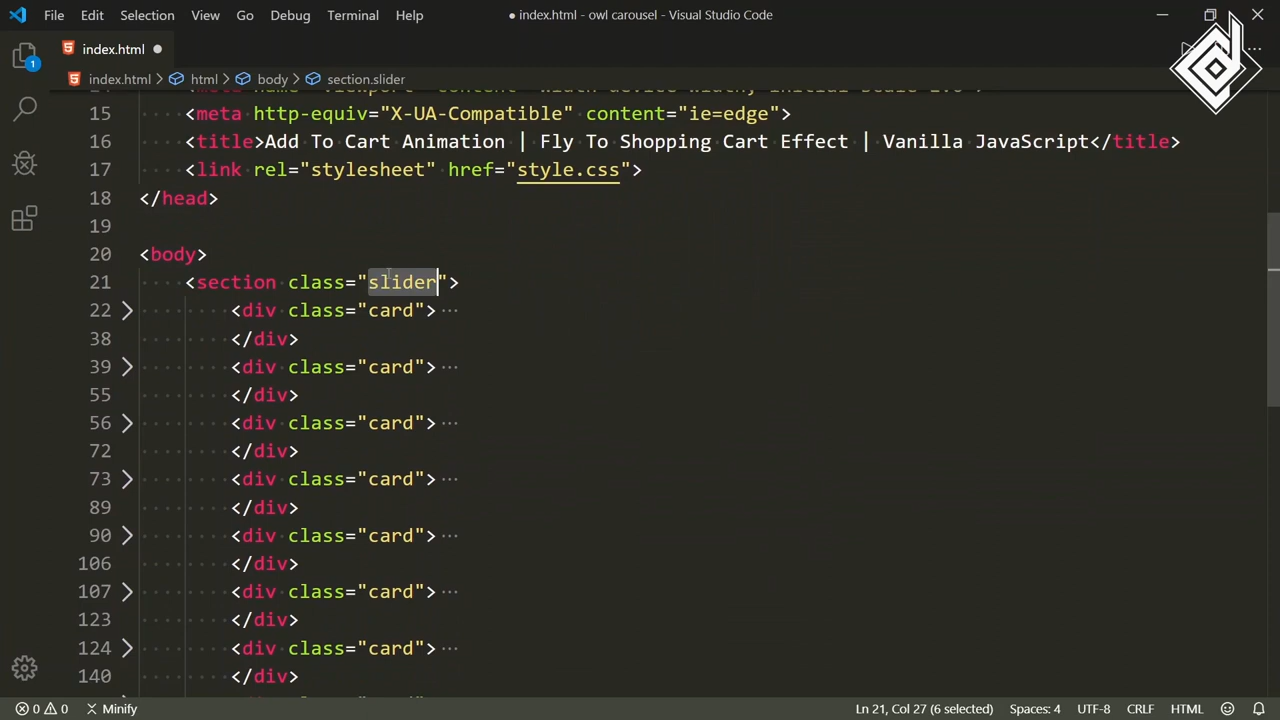 File Edit Selection View Go Debug Terminal Help ● index.html - owl carousel - Visual Studio Code
index.html ●
index.html > html > body > section.slider
15 <meta http-equiv="X-UA-Compatible" content="ie=edge">
16 <title>Add To Cart Animation | Fly To Shopping Cart Effect | Vanilla JavaScript</title>
17 <link rel="stylesheet" href="style.css">
18 </head>
19
20 <body>
21 <section class="slider">
22 <div class="card">
38 </div>
39 <div class="card">
55 </div>
56 <div class="card">
72 </div>
73 <div class="card">
89 </div>
90 <div class="card">
106 </div>
107 <div class="card">
123 </div>
124 <div class="card">
140 </div>
1
0 0 Minify Ln 21, Col 27 (6 selected) Spaces: 4 UTF-8 CRLF HTML